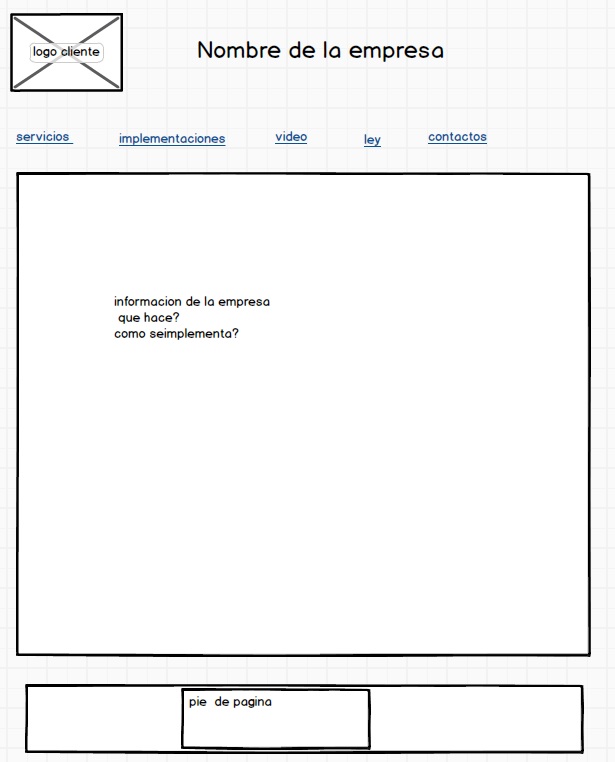 logo cliente
Nombre de la empresa
servicios
implementaciones
video
ley
contactos
informacion de la empresa
que hace?
como seimplementa?
pie de pagina